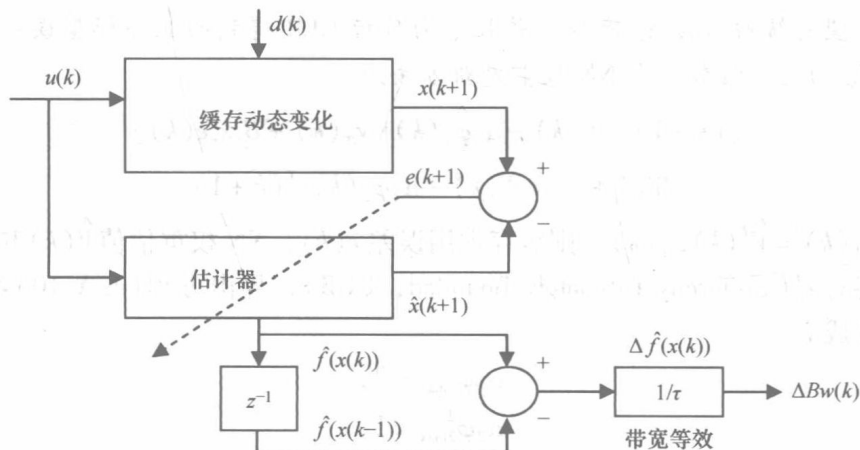 d(k)
u(k)
缓存动态变化
x(k+1)
+
e(k+1)
−
估计器
x̂(k+1)
f̂(x(k))
+
Δf̂(x(k))
z⁻¹
1/τ
ΔBw(k)
−
f̂(x(k−1))
带宽等效